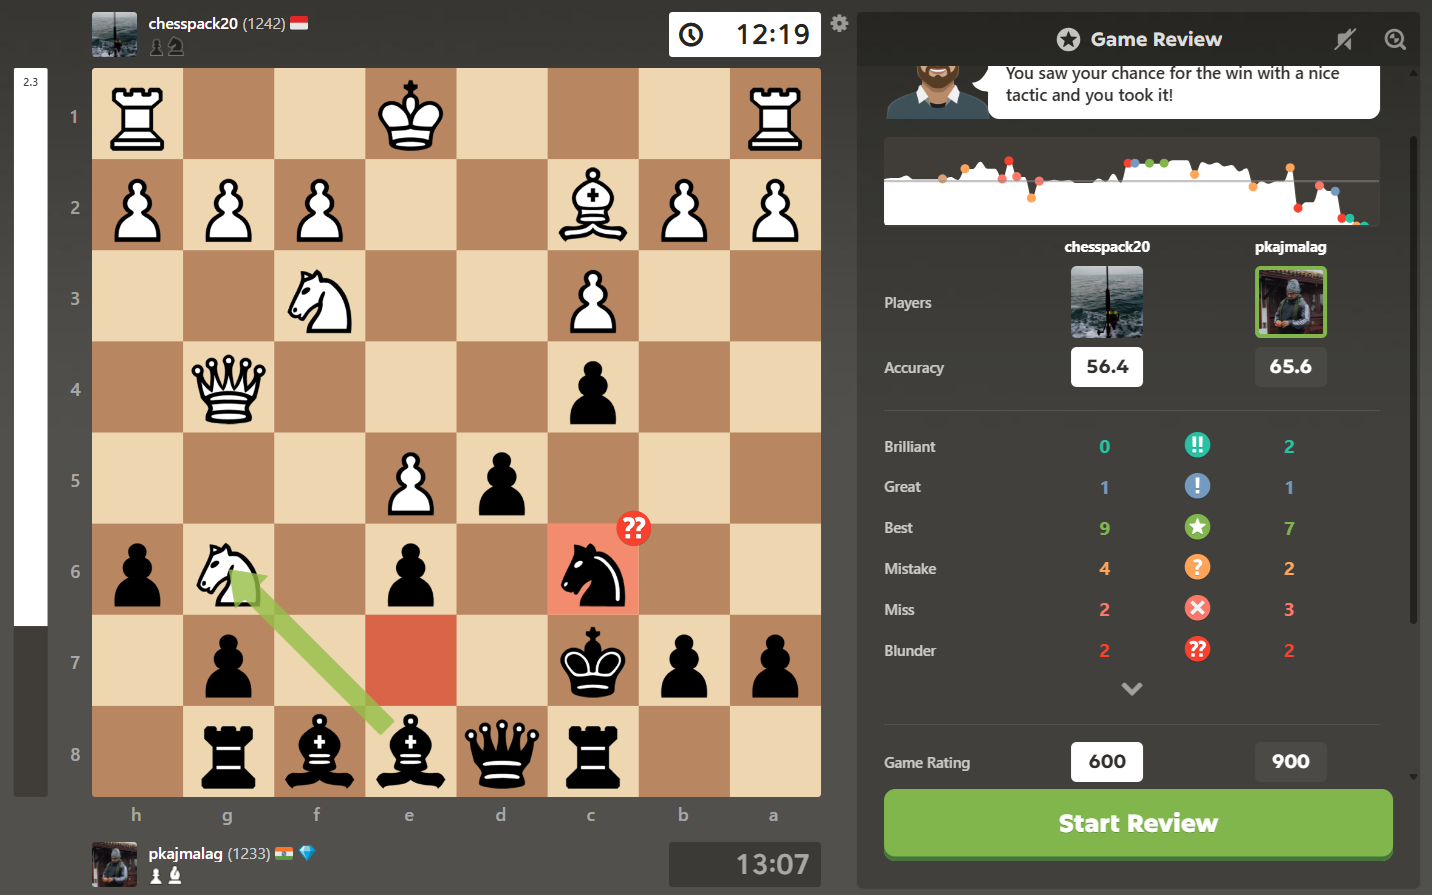 chesspack20 (1242)
12:19
2.3
1
2
3
4
5
6
7
8
??
h g f e d c b a
pkajmalag (1233)
13:07
Game Review
You saw your chance for the win with a nice
tactic and you took it!
chesspack20 pkajmalag
Players
Accuracy 56.4 65.6
Brilliant 0 !! 2
Great 1 ! 1
Best 9 7
Mistake 4 ? 2
Miss 2 3
Blunder 2 ?? 2
Game Rating 600 900
Start Review